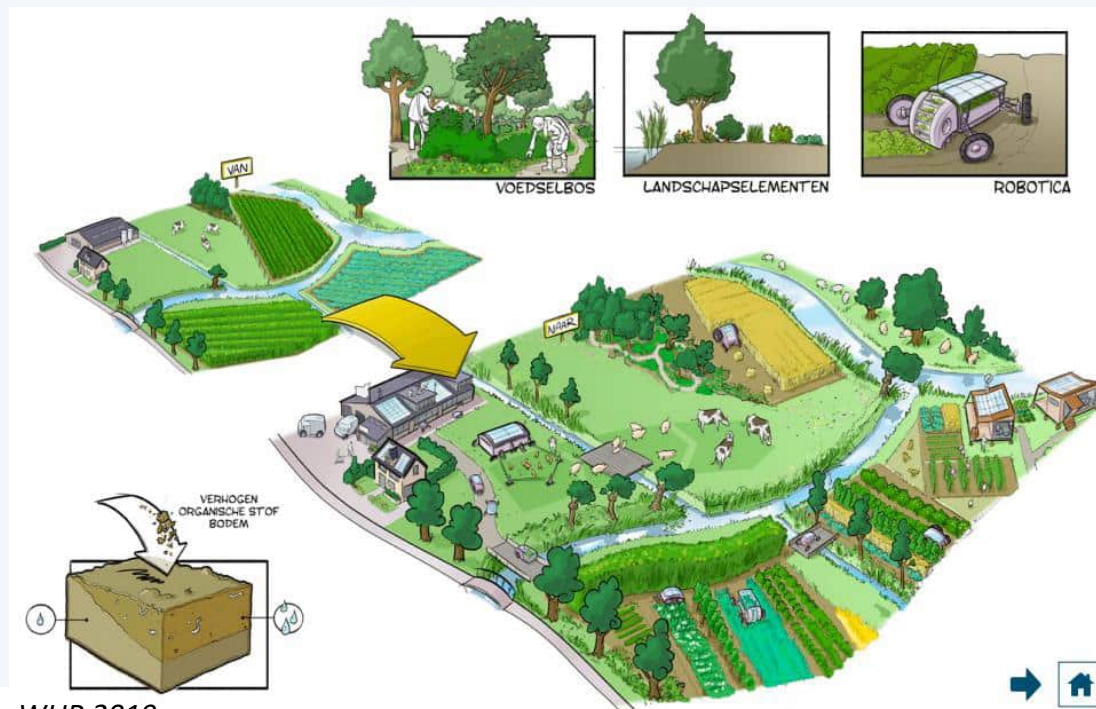 VOEDSELBOS
LANDSCHAPSELEMENTEN
ROBOTICA
VAN
NAAR
VERHOGEN
ORGANISCHE STOF
BODEM